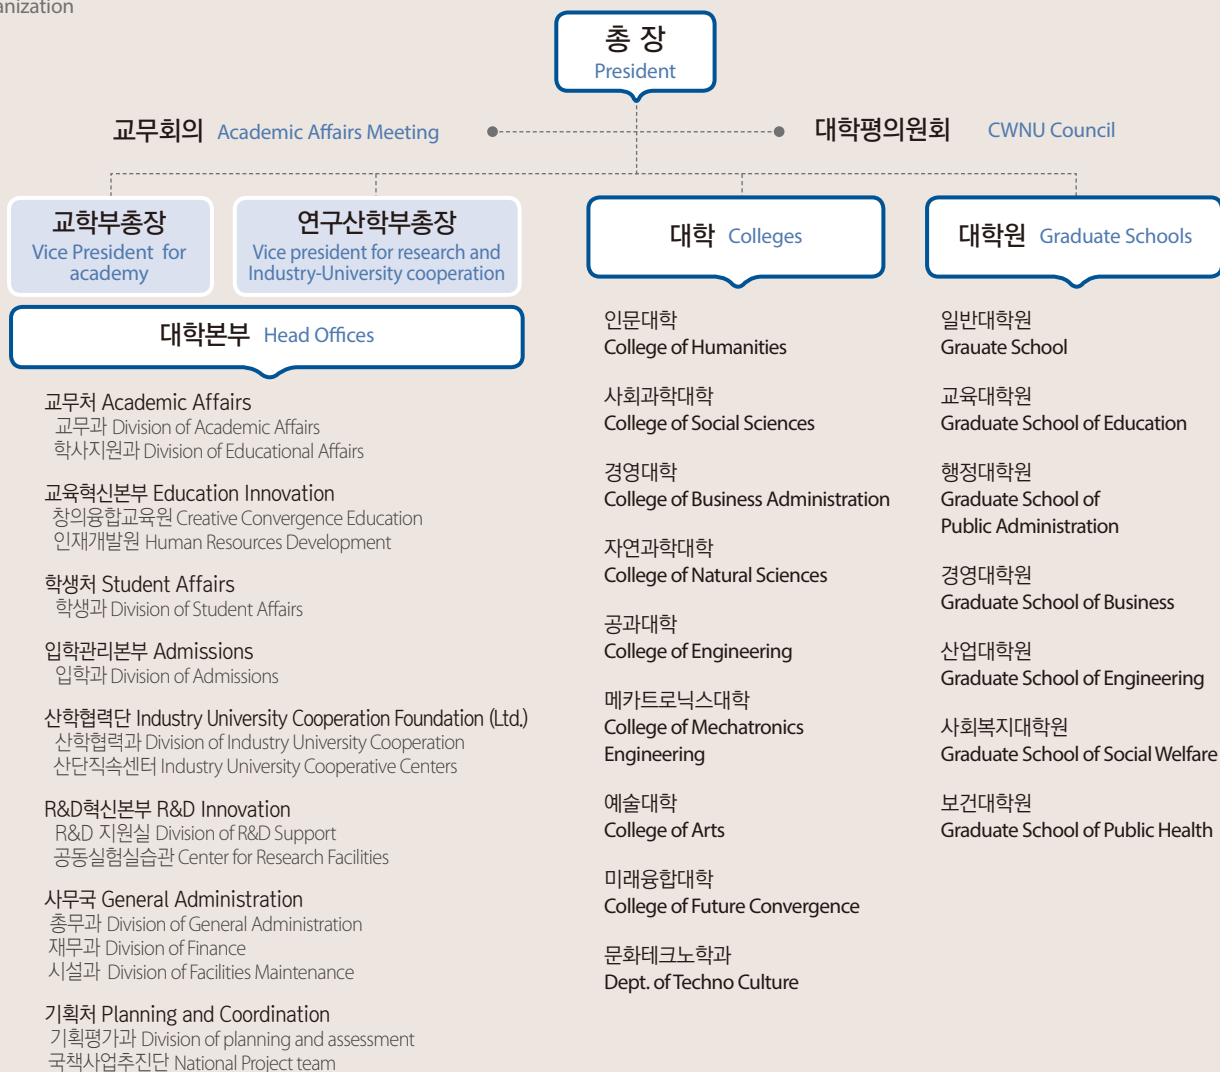 총 장
President
교무회의 Academic Affairs Meeting
대학평의원회 CWNU Council
교학부총장
Vice President for
academy
연구산학부총장
Vice president for research and
Industry-University cooperation
대학본부 Head Offices
교무처 Academic Affairs
교무과 Division of Academic Affairs
학사지원과 Division of Educational Affairs
교육혁신본부 Education Innovation
창의융합교육원 Creative Convergence Education
인재개발원 Human Resources Development
학생처 Student Affairs
학생과 Division of Student Affairs
입학관리본부 Admissions
입학과 Division of Admissions
산학협력단 Industry University Cooperation Foundation (Ltd.)
산학협력과 Division of Industry University Cooperation
산단직속센터 Industry University Cooperative Centers
R&D혁신본부 R&D Innovation
R&D 지원실 Division of R&D Support
공동실험실습관 Center for Research Facilities
사무국 General Administration
총무과 Division of General Administration
재무과 Division of Finance
시설과 Division of Facilities Maintenance
기획처 Planning and Coordination
기획평가과 Division of planning and assessment
국책사업추진단 National Project team
대학 Colleges
인문대학
College of Humanities
사회과학대학
College of Social Sciences
경영대학
College of Business Administration
자연과학대학
College of Natural Sciences
공과대학
College of Engineering
메카트로닉스대학
College of Mechatronics
Engineering
예술대학
College of Arts
미래융합대학
College of Future Convergence
문화테크노학과
Dept. of Techno Culture
대학원 Graduate Schools
일반대학원
Grauate School
교육대학원
Graduate School of Education
행정대학원
Graduate School of
Public Administration
경영대학원
Graduate School of Business
산업대학원
Graduate School of Engineering
사회복지대학원
Graduate School of Social Welfare
보건대학원
Graduate School of Public Health